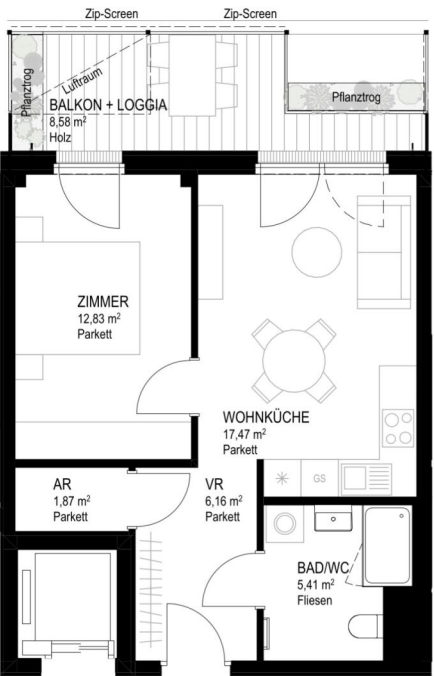 Zip-Screen
Zip-Screen
Pflanztrog
Luftraum
Pflanztrog
BALKON + LOGGIA
8,58 m²
Holz
ZIMMER
12,83 m²
Parkett
WOHNKÜCHE
17,47 m²
Parkett
GS
AR
1,87 m²
Parkett
VR
6,16 m²
Parkett
BAD/WC
5,41 m²
Fliesen